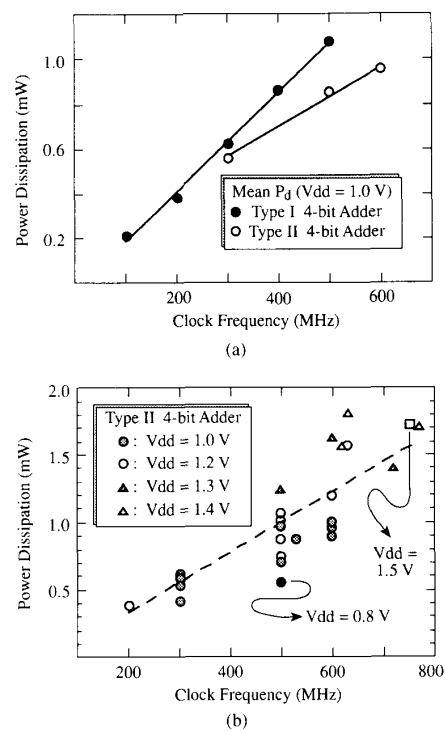 1.0
0.6
0.2
Power Dissipation (mW)
Mean Pd (Vdd = 1.0 V)
Type I 4-bit Adder
Type II 4-bit Adder
200 400 600
Clock Frequency (MHz)
(a)
2.0
1.5
1.0
0.5
Power Dissipation (mW)
Type II 4-bit Adder
: Vdd = 1.0 V
: Vdd = 1.2 V
: Vdd = 1.3 V
: Vdd = 1.4 V
Vdd =
1.5 V
Vdd = 0.8 V
200 400 600 800
Clock Frequency (MHz)
(b)